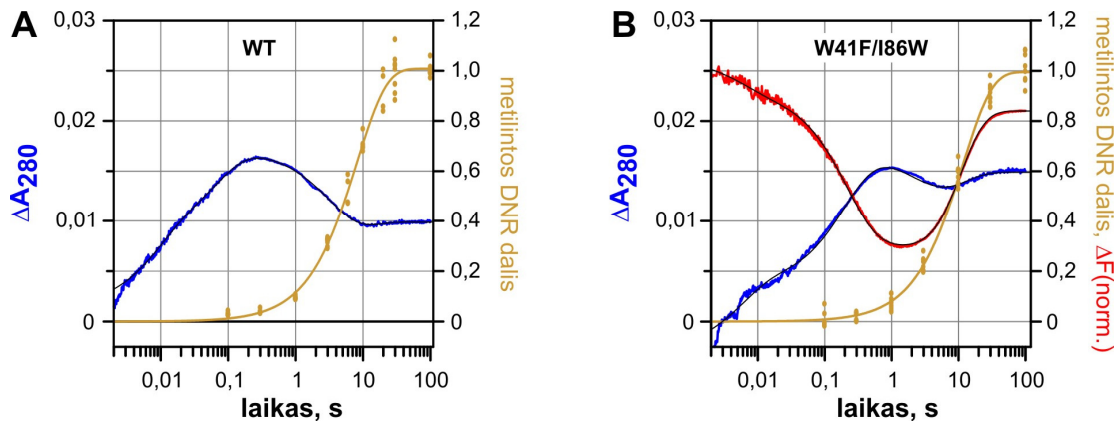 A
WT
0,03
0,02
0,01
0
ΔA280
1,2
1,0
0,8
0,6
0,4
0,2
0
metilintos DNR dalis
0,01 0,1 1 10 100
laikas, s
B
W41F/I86W
0,03
0,02
0,01
0
ΔA280
1,2
1,0
0,8
0,6
0,4
0,2
0
metilintos DNR dalis, ΔF(norm.)
0,01 0,1 1 10 100
laikas, s